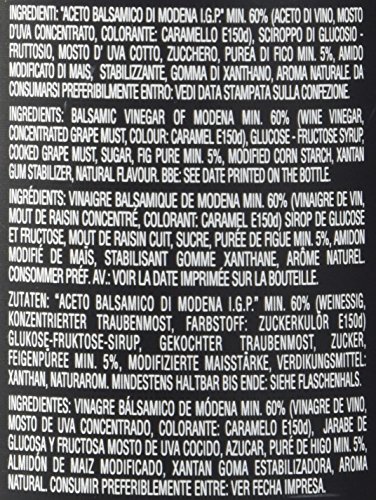 INGREDIENTI: "ACETO BALSAMICO DI MODENA I.G.P." MIN. 60% (ACETO DI VINO, MOSTO
D'UVA CONCENTRATO, COLORANTE: CARAMELLO E150d), SCIROPPO DI GLUCOSIO -
FRUTTOSIO, MOSTO D' UVA COTTO, ZUCCHERO, PUREA DI FICO MIN. 5%, AMIDO
MODIFICATO DI MAIS, STABILIZZANTE, GOMMA DI XANTHANO, AROMA NATURALE. DA
CONSUMARSI PREFERIBILMENTE ENTRO: VEDI DATA STAMPATA SULLA CONFEZIONE.
INGREDIENTS: BALSAMIC VINEGAR OF MODENA MIN. 60% (WINE VINEGAR,
CONCENTRATED GRAPE MUST, COLOUR: CARAMEL E150d), GLUCOSE - FRUCTOSE SYRUP,
COOKED GRAPE MUST, SUGAR, FIG PURE MIN. 5%, MODIFIED CORN STARCH, XANTAN
GUM STABILIZER, NATURAL FLAVOUR. BBE: SEE DATE PRINTED ON THE BOTTLE.
INGRÉDIENTS: VINAIGRE BALSAMIQUE DE MODENA MIN. 60% (VINAIGRE DE VIN,
MOUT DE RAISIN CONCENTRÉ, COLORANT: CARAMEL E150d) SIROP DE GLUCOSE
ET FRUCTOSE, MOUT DE RAISIN CUIT, SUCRE, PURÉE DE FIGUE MIN. 5%, AMIDON
MODIFIÉ DE MAÏS, STABILISANT GOMME XANTHANE, ARÔME NATUREL.
CONSOMMER PRÉF. AV.: VOIR LA DATE IMPRIMÉE SUR LA BOUTEILLE.
ZUTATEN: "ACETO BALSAMICO DI MODENA I.G.P." MIN. 60% (WEINESSIG,
KONZENTRIERTER TRAUBENMOST, FARBSTOFF: ZUCKERKULÖR E150d)
GLUKOSE-FRUKTOSE-SIRUP, GEKOCHTER TRAUBENMOST, ZUCKER,
FEIGENPÜREE MIN. 5%, MODIFIZIERTE MAISSTÄRKE, VERDIKUNGSMITTEL:
XANTHAN, NATURAROM. MINDESTENS HALTBAR BIS ENDE: SIEHE FLASCHENHALS.
INGREDIENTES: VINAGRE BÁLSAMICO DE MÓDENA MIN. 60% (VINAGRE DE VINO,
MOSTO DE UVA CONCENTRADO, COLORANTE: CARAMELO E150d), JARABE DE
GLUCOSA Y FRUCTOSA MOSTO DE UVA COCIDO, AZUCAR, PURÉ DE HIGO MIN. 5%,
ALMIDÓN DE MAIZ MODIFICADO, XANTAN GOMA ESTABILIZADORA, AROMA
NATURAL. CONSUMIR PREFERIBLEMENTE ENTRE: VER FECHA IMPRESA.